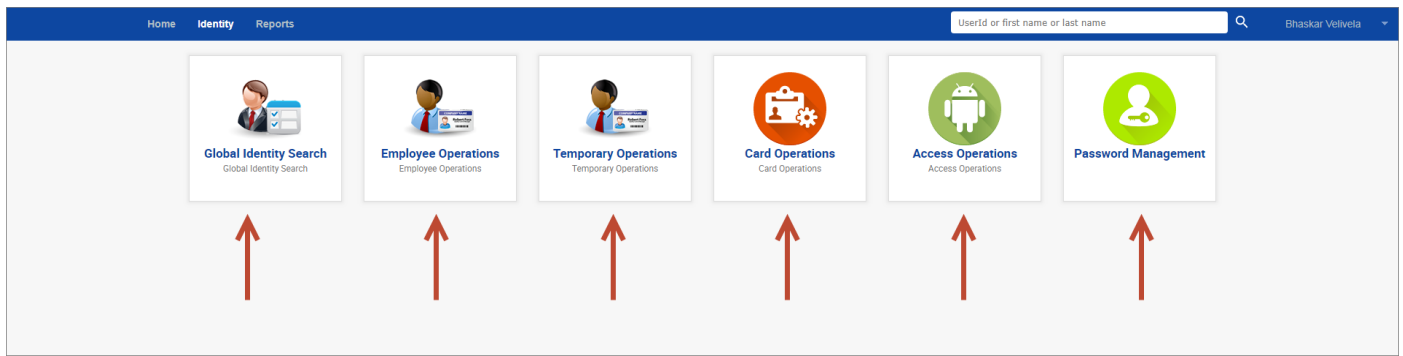 Home Identity Reports UserId or first name or last name Bhaskar Velivela
Global Identity Search Employee Operations Temporary Operations Card Operations Access Operations Password Management
Global Identity Search Employee Operations Temporary Operations Card Operations Access Operations